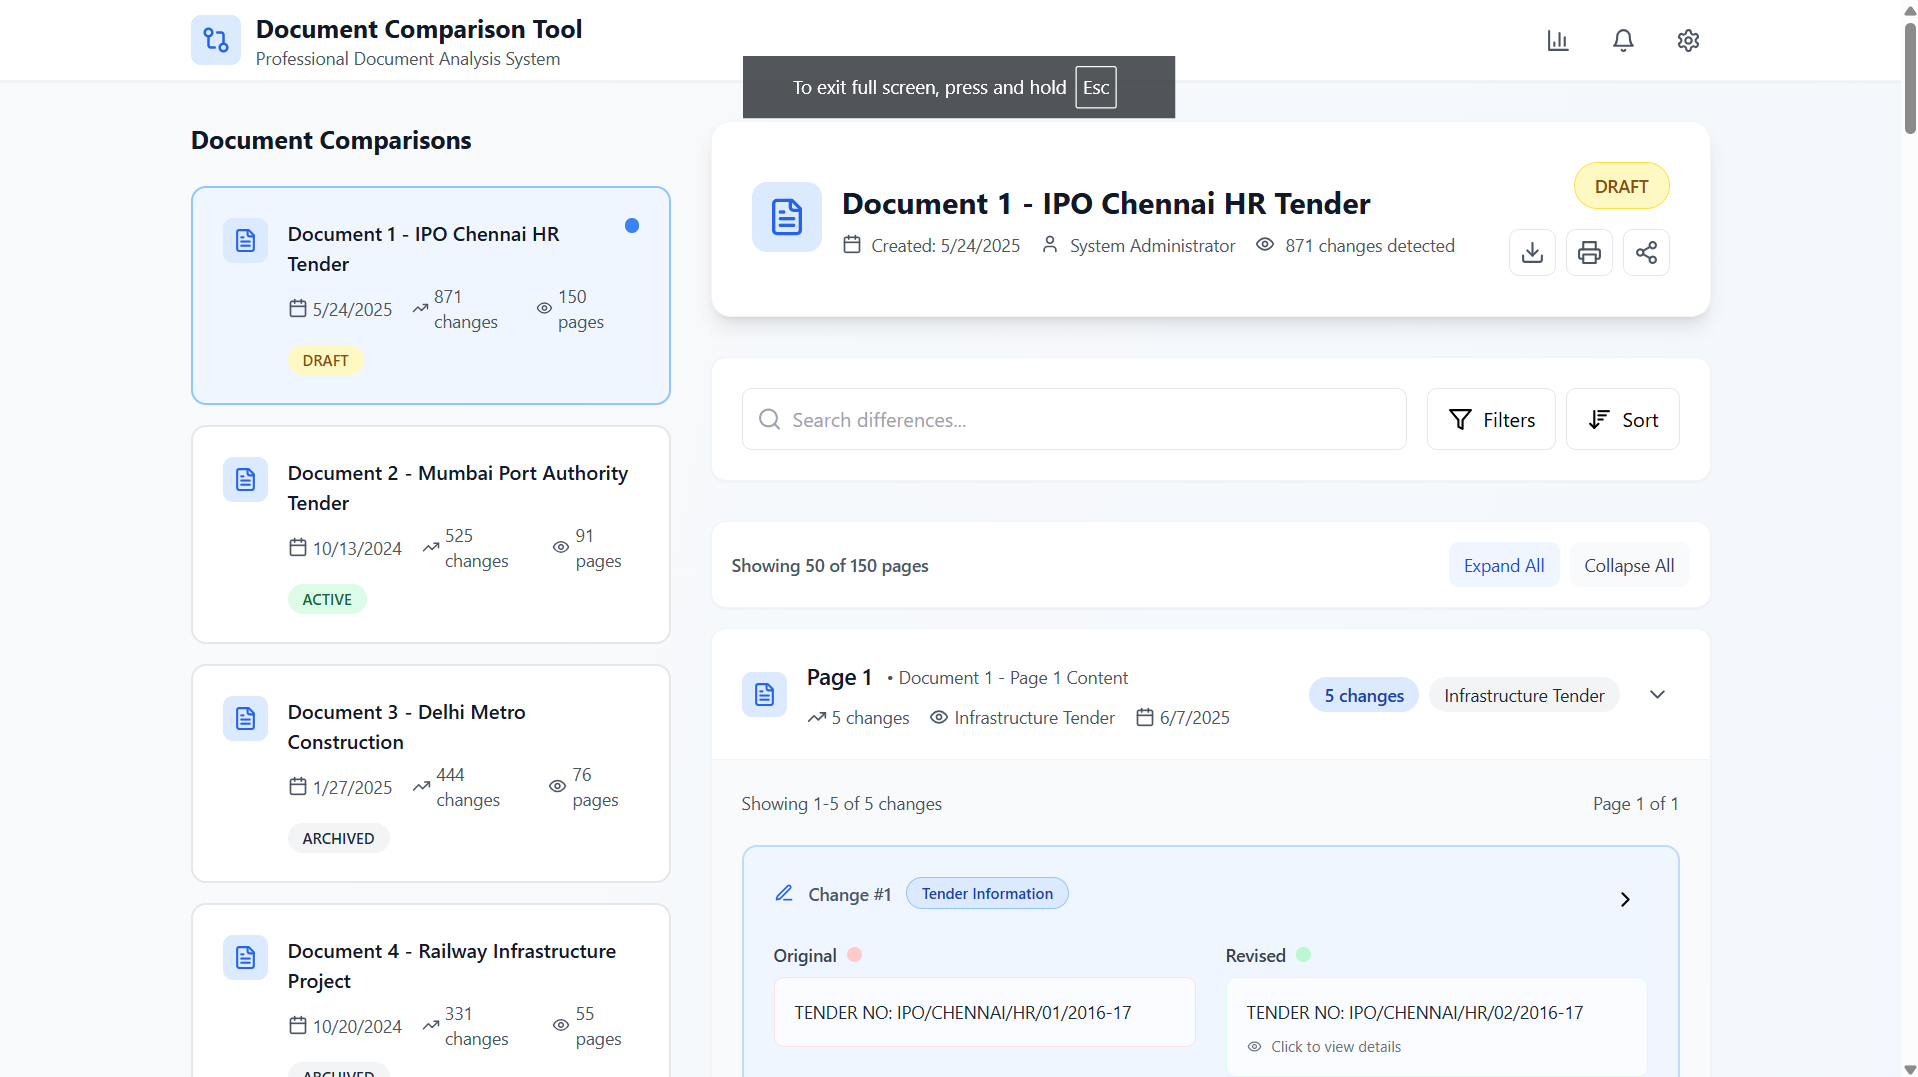 Document Comparison Tool
Professional Document Analysis System
To exit full screen, press and hold Esc
Document Comparisons
Document 1 - IPO Chennai HR
Tender
5/24/2025
871
changes
150
pages
DRAFT
Document 2 - Mumbai Port Authority
Tender
10/13/2024
525
changes
91
pages
ACTIVE
Document 3 - Delhi Metro
Construction
1/27/2025
444
changes
76
pages
ARCHIVED
Document 4 - Railway Infrastructure
Project
10/20/2024
331
changes
55
pages
ARCHIVED
Document 1 - IPO Chennai HR Tender
Created: 5/24/2025 System Administrator 871 changes detected
DRAFT
Search differences...
Filters
Sort
Showing 50 of 150 pages
Expand All
Collapse All
Page 1 • Document 1 - Page 1 Content
5 changes Infrastructure Tender 6/7/2025
5 changes
Infrastructure Tender
Showing 1-5 of 5 changes
Page 1 of 1
Change #1 Tender Information
Original
TENDER NO: IPO/CHENNAI/HR/01/2016-17
Revised
TENDER NO: IPO/CHENNAI/HR/02/2016-17
Click to view details